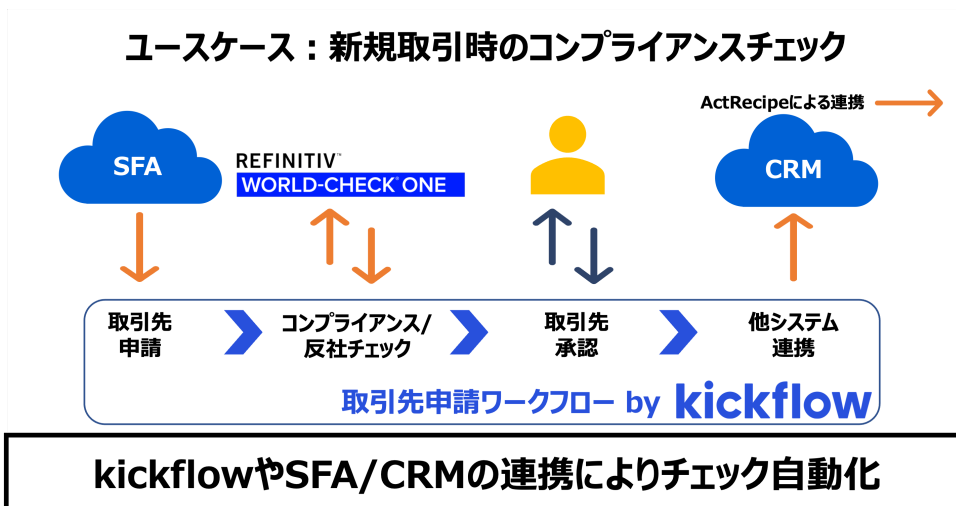 ユースケース：新規取引時のコンプライアンスチェック
ActRecipeによる連携
SFA
REFINITIV™
WORLD-CHECK® ONE
CRM
取引先
申請
コンプライアンス/
反社チェック
取引先
承認
他システム
連携
取引先申請ワークフロー by kickflow
kickflowやSFA/CRMの連携によりチェック自動化